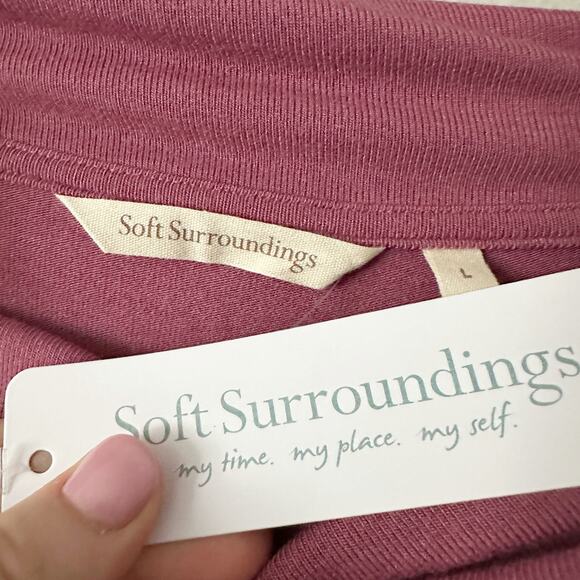 Soft Surroundings
L
Soft Surroundings
my time. my place. my self.